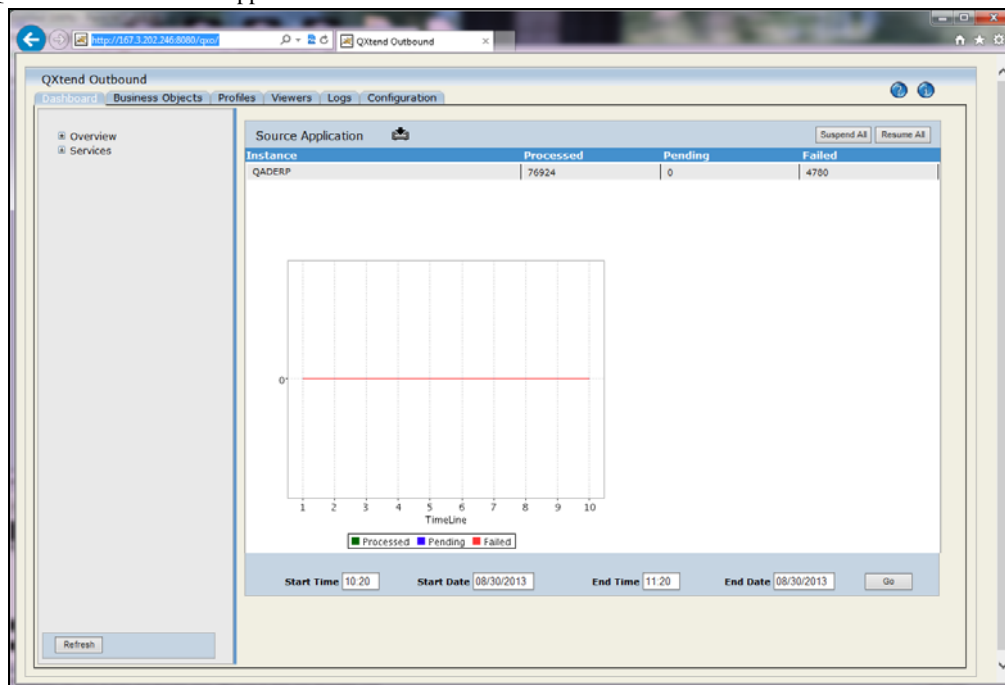 http://167.3.202.246:8080/qxo/
QXtend Outbound
QXtend Outbound
Dashboard Business Objects Profiles Viewers Logs Configuration
Overview
Services
Source Application
Suspend All Resume All
Instance Processed Pending Failed
QADERP 76924 0 4780
0
1 2 3 4 5 6 7 8 9 10
TimeLine
Processed Pending Failed
Start Time 10:20 Start Date 08/30/2013 End Time 11:20 End Date 08/30/2013 Go
Refresh